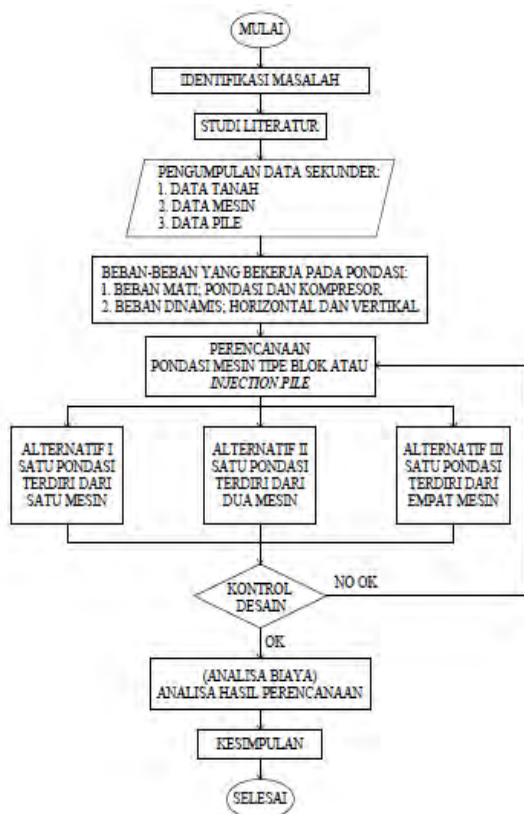 MULAI
IDENTIFIKASI MASALAH
STUDI LITERATUR
PENGUMPULAN DATA SEKUNDER:
1. DATA TANAH
2. DATA MESIN
3. DATA PILE
BEBAN-BEBAN YANG BEKERJA PADA PONDASI:
1. BEBAN MATI; PONDASI DAN KOMPRESOR
2. BEBAN DINAMIS; HORIZONTAL DAN VERTIKAL
PERENCANAAN
PONDASI MESIN TIPE BLOK ATAU
INJECTION PILE
ALTERNATIF I
SATU PONDASI
TERDIRI DARI
SATU MESIN
ALTERNATIF II
SATU PONDASI
TERDIRI DARI
DUA MESIN
ALTERNATIF III
SATU PONDASI
TERDIRI DARI
EMPAT MESIN
KONTROL
DESAIN
NO OK
OK
(ANALISA BIAYA)
ANALISA HASIL PERENCANAAN
KESIMPULAN
SELESAI